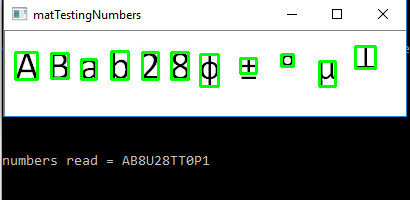 matTestingNumbers
A B a b 2 8 ϕ ± ° µ ⊥
numbers read = AB8U28TT0P1